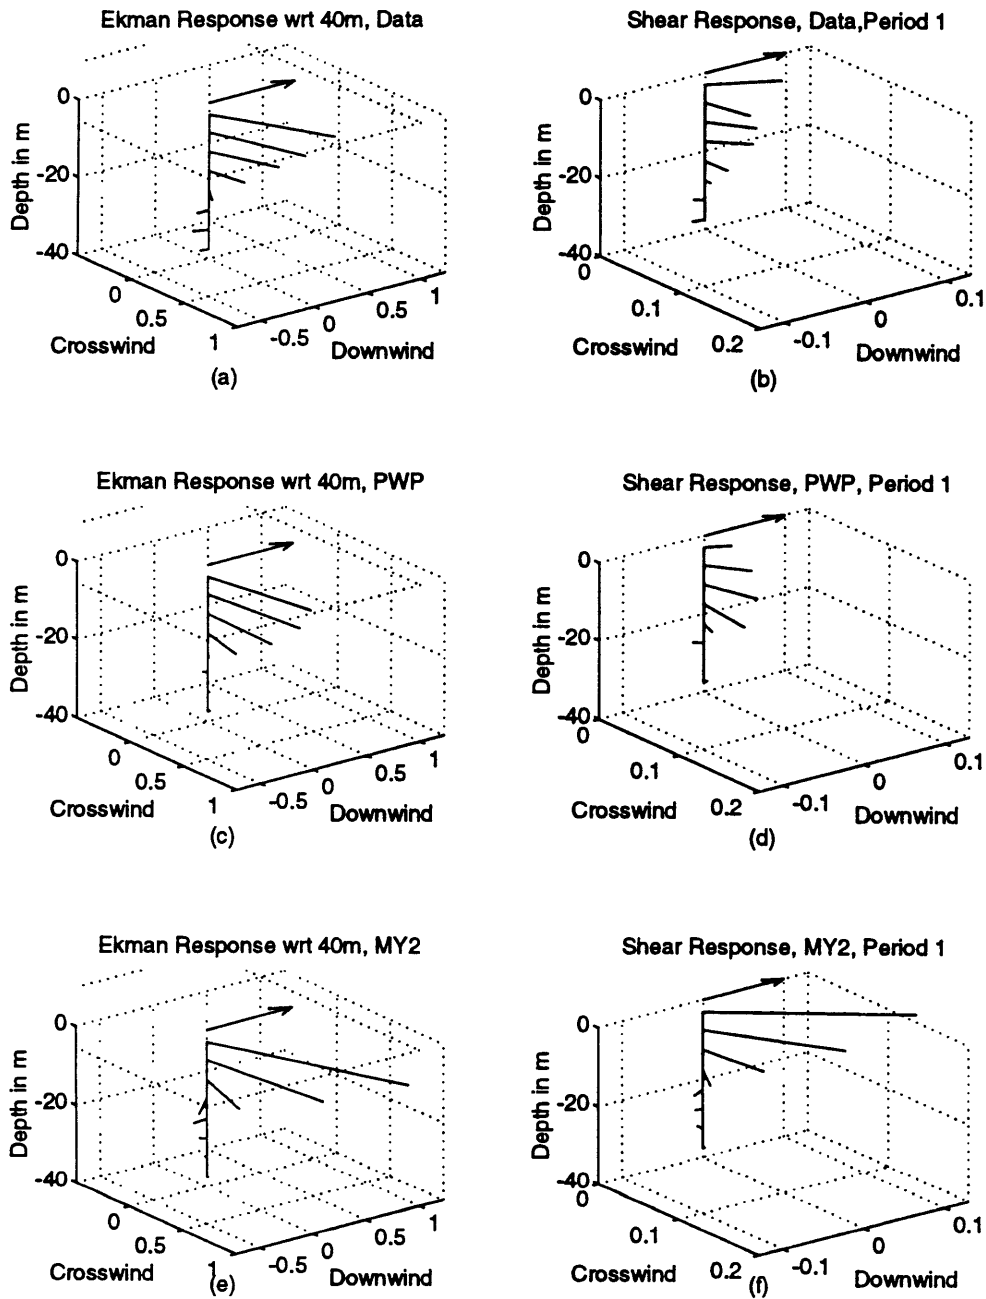 Ekman Response wrt 40m, Data
0
-20
-40
Depth in m
0
0.5
1
Crosswind
-0.5
0
0.5
1
Downwind
(a)
Shear Response, Data,Period 1
0
-20
-40
Depth in m
0
0.1
0.2
Crosswind
-0.1
0
0.1
Downwind
(b)
Ekman Response wrt 40m, PWP
0
-20
-40
Depth in m
0
0.5
1
Crosswind
-0.5
0
0.5
1
Downwind
(c)
Shear Response, PWP, Period 1
0
-20
-40
Depth in m
0
0.1
0.2
Crosswind
-0.1
0
0.1
Downwind
(d)
Ekman Response wrt 40m, MY2
0
-20
-40
Depth in m
0
0.5
1
Crosswind
-0.5
0
0.5
1
Downwind
(e)
Shear Response, MY2, Period 1
0
-20
-40
Depth in m
0
0.1
0.2
Crosswind
-0.1
0
0.1
Downwind
(f)